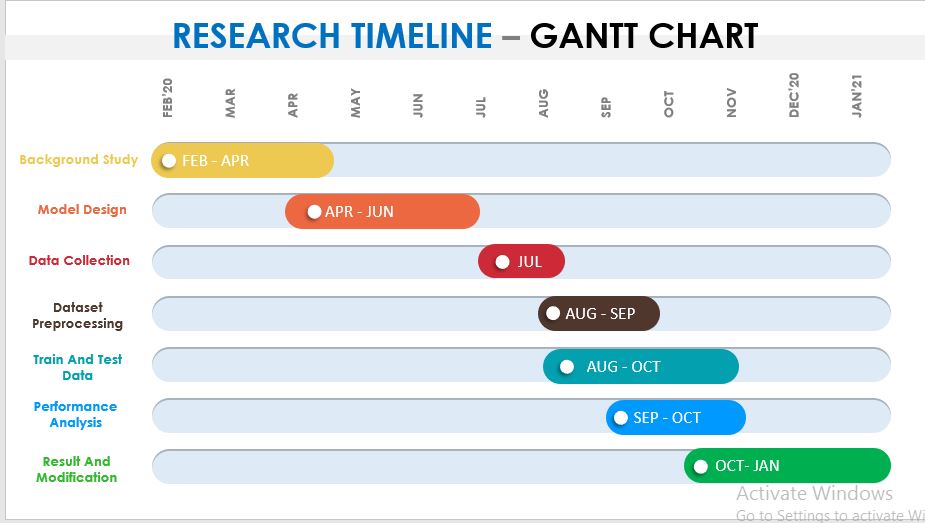 RESEARCH TIMELINE – GANTT CHART
FEB'20
MAR
APR
MAY
JUN
JUL
AUG
SEP
OCT
NOV
DEC'20
JAN'21
Background Study
FEB - APR
Model Design
APR - JUN
Data Collection
JUL
Dataset
Preprocessing
AUG - SEP
Train And Test
Data
AUG - OCT
Performance
Analysis
SEP - OCT
Result And
Modification
OCT- JAN
Activate Windows
Go to Settings to activate Wi